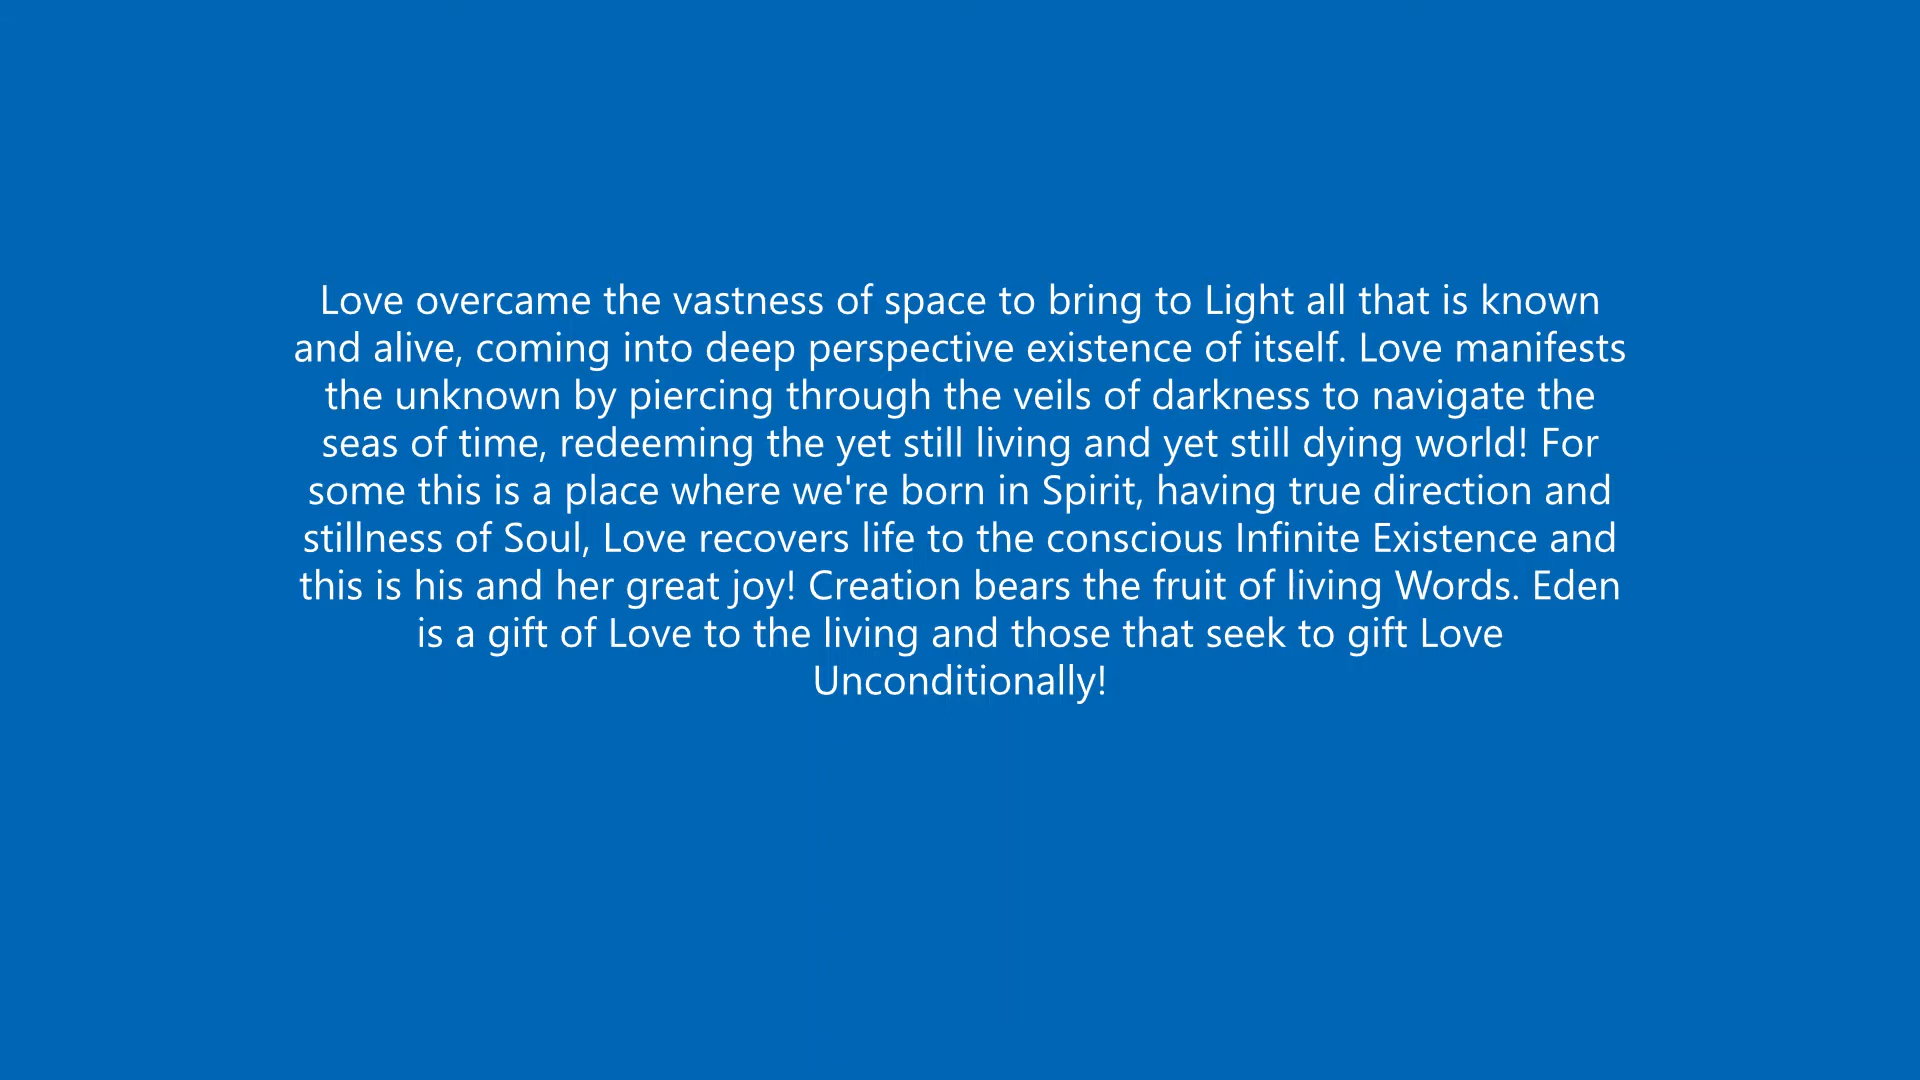 Love overcame the vastness of space to bring to Light all that is known
and alive, coming into deep perspective existence of itself. Love manifests
the unknown by piercing through the veils of darkness to navigate the
seas of time, redeeming the yet still living and yet still dying world! For
some this is a place where we're born in Spirit, having true direction and
stillness of Soul, Love recovers life to the conscious Infinite Existence and
this is his and her great joy! Creation bears the fruit of living Words. Eden
is a gift of Love to the living and those that seek to gift Love
Unconditionally!